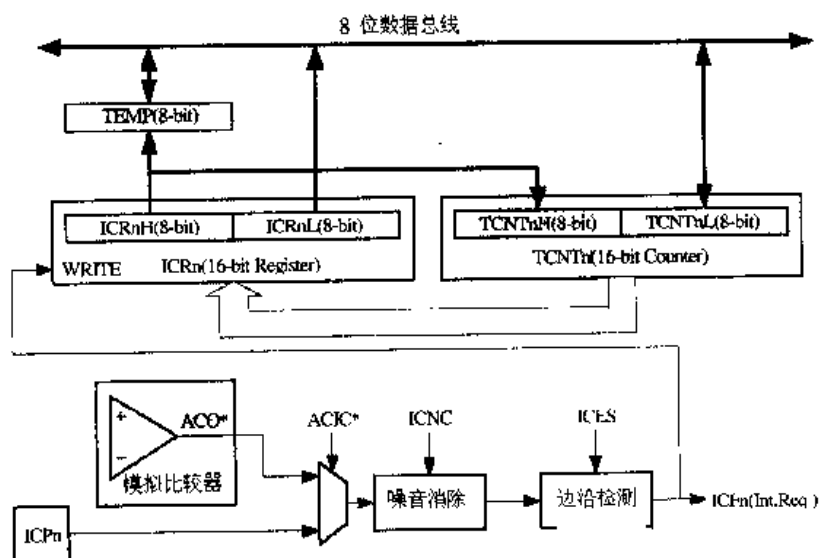 8 位数据总线
TEMP(8-bit)
ICRnH(8-bit)
ICRnL(8-bit)
TCNTnH(8-bit)
TCNTnL(8-bit)
WRITE
ICRn(16-bit Register)
TCNTn(16-bit Counter)
ACO*
ACIC*
ICNC
ICES
模拟比较器
噪音消除
边沿检测
ICFn(Int.Req.)
ICPn